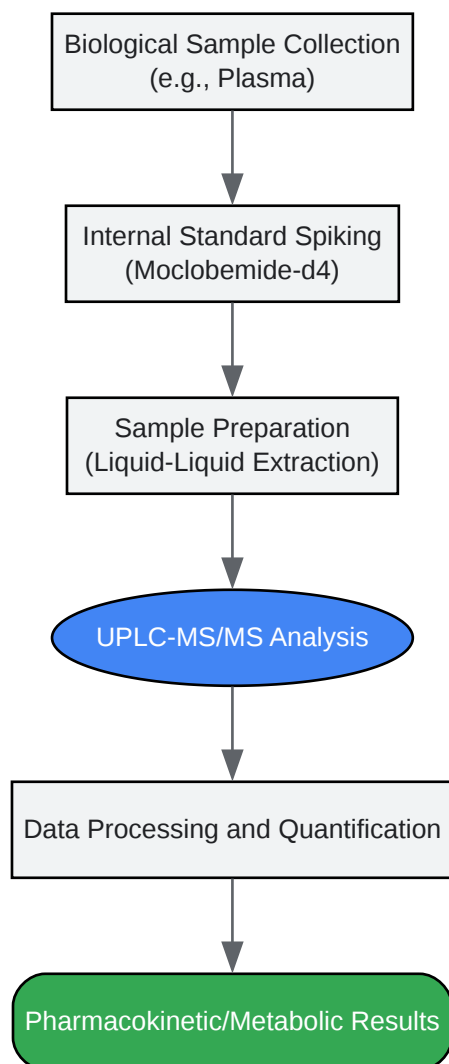 Biological Sample Collection
(e.g., Plasma)
Internal Standard Spiking
(Moclobemide-d4)
Sample Preparation
(Liquid-Liquid Extraction)
UPLC-MS/MS Analysis
Data Processing and Quantification
Pharmacokinetic/Metabolic Results